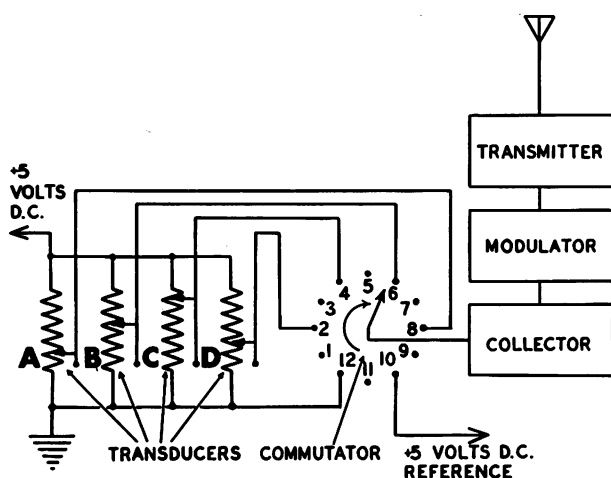 TRANSMITTER
+5
VOLTS
D.C.
MODULATOR
5
4
6
3
7
2
8
COLLECTOR
A
B
C
D
1
12
11
10
9
TRANSDUCERS
COMMUTATOR
+5 VOLTS D.C.
REFERENCE